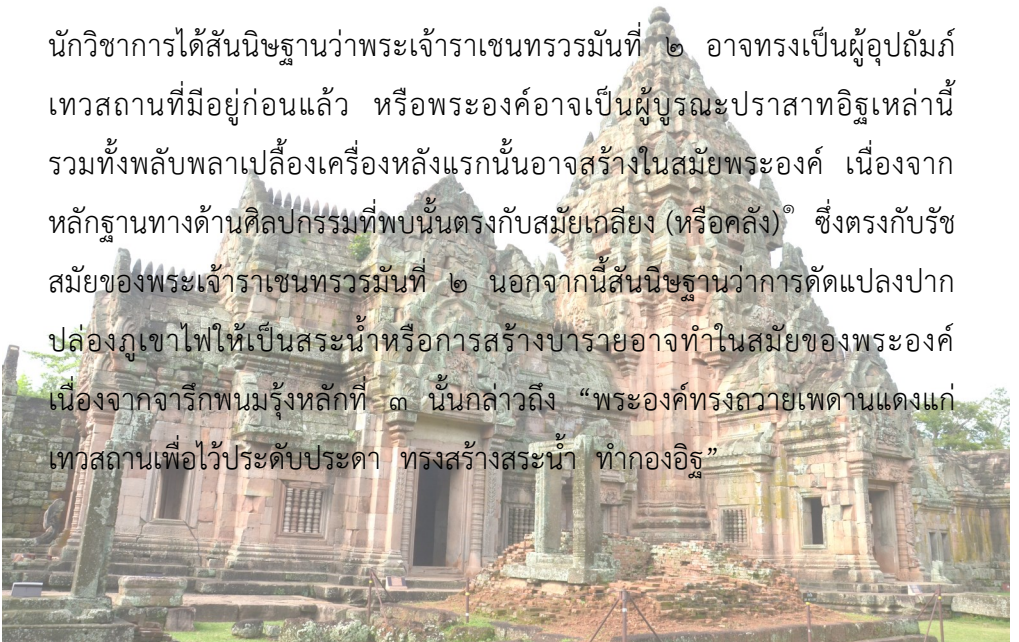 นักวิชาการได้สันนิษฐานว่าพระเจ้าราเชนทรวรมันที่ ๒ อาจทรงเป็นผู้อุปถัมภ์
เทวสถานที่มีอยู่ก่อนแล้ว หรือพระองค์อาจเป็นผู้บูรณะปราสาทอิฐเหล่านี้
รวมทั้งพลับพลาเปลื้องเครื่องหลังแรกนั้นอาจสร้างในสมัยพระองค์ เนื่องจาก
หลักฐานทางด้านศิลปกรรมที่พบนั้นตรงกับสมัยเกลียง (หรือคลัง)๑ ซึ่งตรงกับรัช
สมัยของพระเจ้าราเชนทรวรมันที่ ๒ นอกจากนี้สันนิษฐานว่าการดัดแปลงปาก
ปล่องภูเขาไฟให้เป็นสระน้ำหรือการสร้างบารายอาจทำในสมัยของพระองค์
เนื่องจากจารึกพนมรุ้งหลักที่ ๓ นั้นกล่าวถึง “พระองค์ทรงถวายเพดานแดงแก่
เทวสถานเพื่อไว้ประดับประดา ทรงสร้างสระน้ำ ทำกองอิฐ”